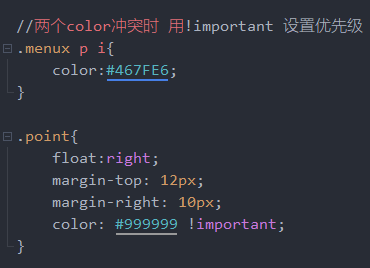 //两个color冲突时 用!important 设置优先级
.menux p i{
color:#467FE6;
}
.point{
float:right;
margin-top: 12px;
margin-right: 10px;
color: #999999 !important;
}